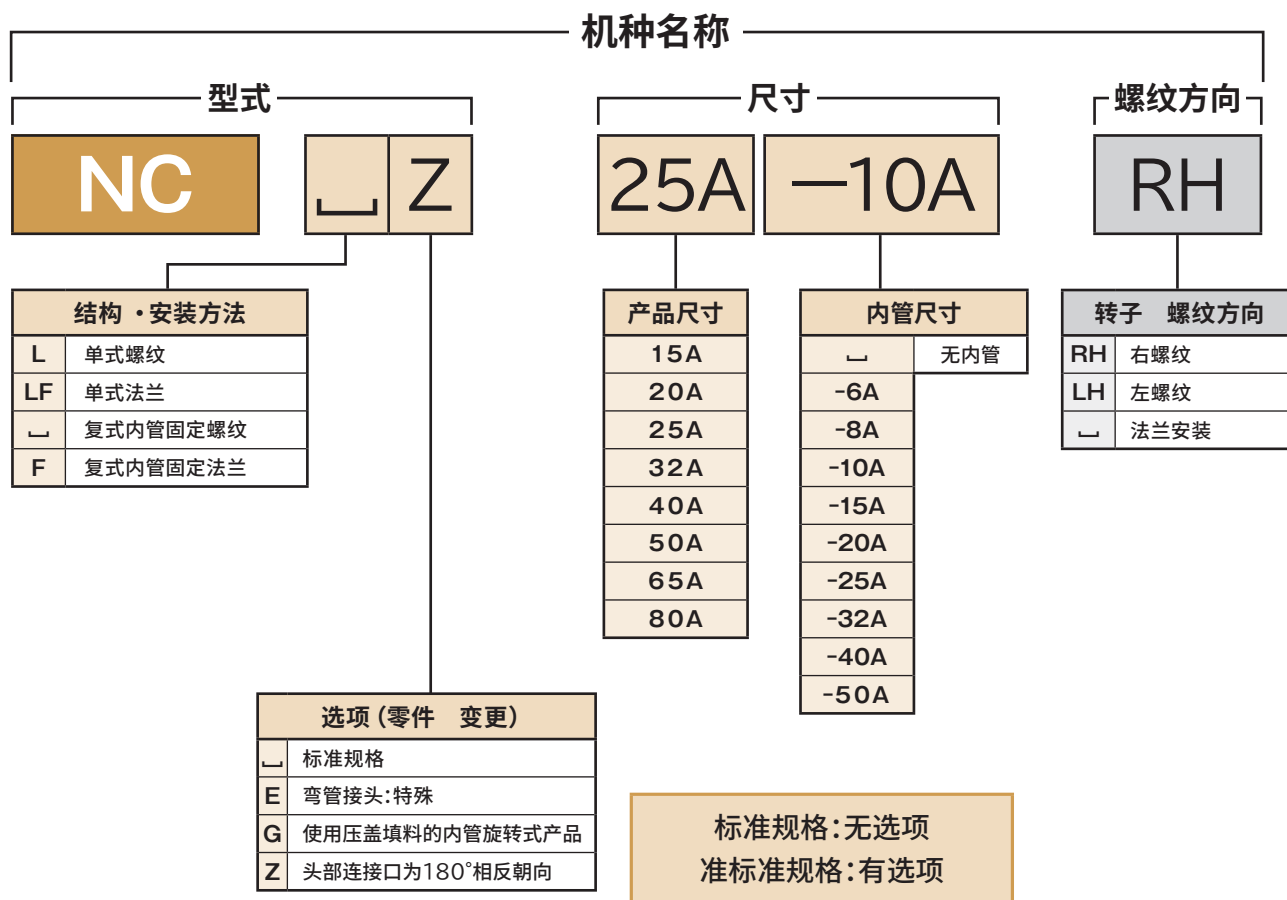 机种名称
型式
尺寸
螺纹方向
NC ⎵ Z 25A －10A RH
结构・安装方法
L 单式螺纹
LF 单式法兰
⎵ 复式内管固定螺纹
F 复式内管固定法兰
产品尺寸
15A
20A
25A
32A
40A
50A
65A
80A
内管尺寸
⎵ 无内管
-6A
-8A
-10A
-15A
-20A
-25A
-32A
-40A
-50A
转子 螺纹方向
RH 右螺纹
LH 左螺纹
⎵ 法兰安装
选项（零件 变更）
⎵ 标准规格
E 弯管接头：特殊
G 使用压盖填料的内管旋转式产品
Z 头部连接口为180°相反朝向
标准规格：无选项
准标准规格：有选项